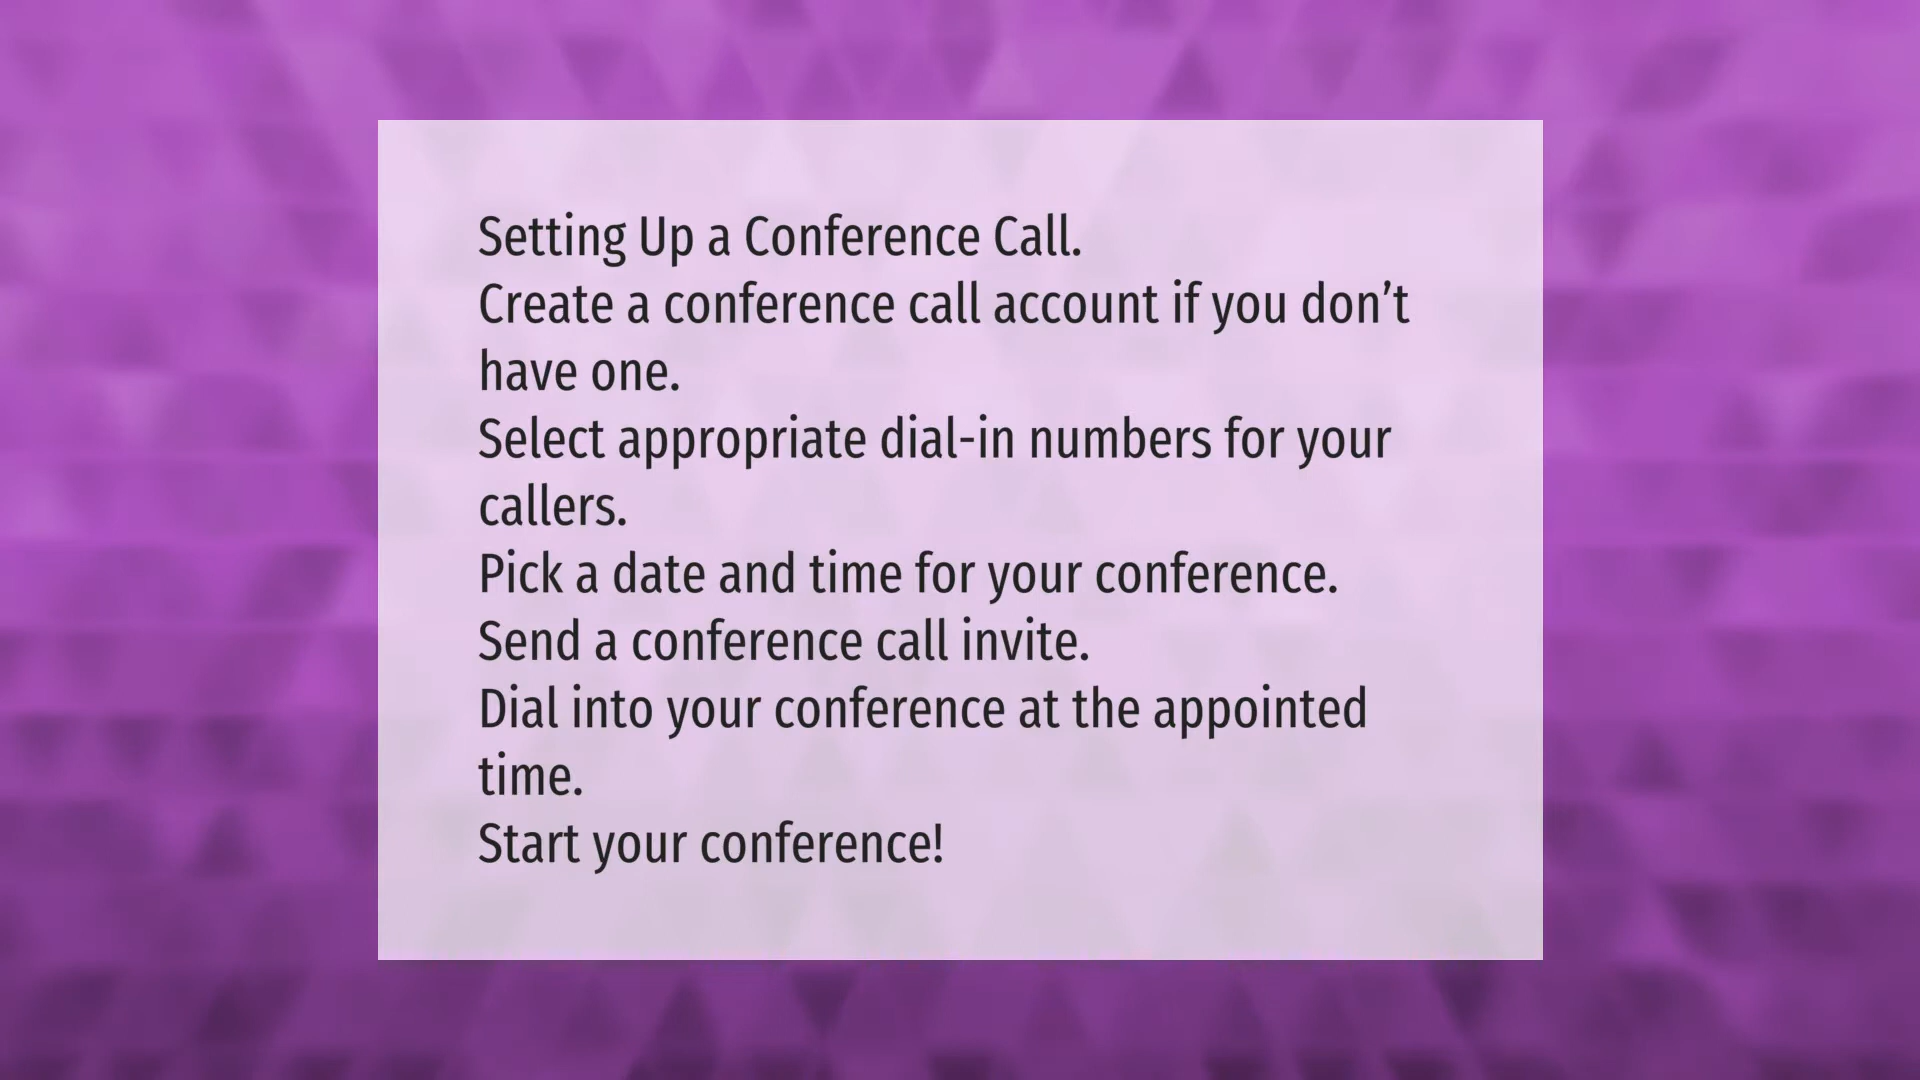 Setting Up a Conference Call.
Create a conference call account if you don’t
have one.
Select appropriate dial-in numbers for your
callers.
Pick a date and time for your conference.
Send a conference call invite.
Dial into your conference at the appointed
time.
Start your conference!